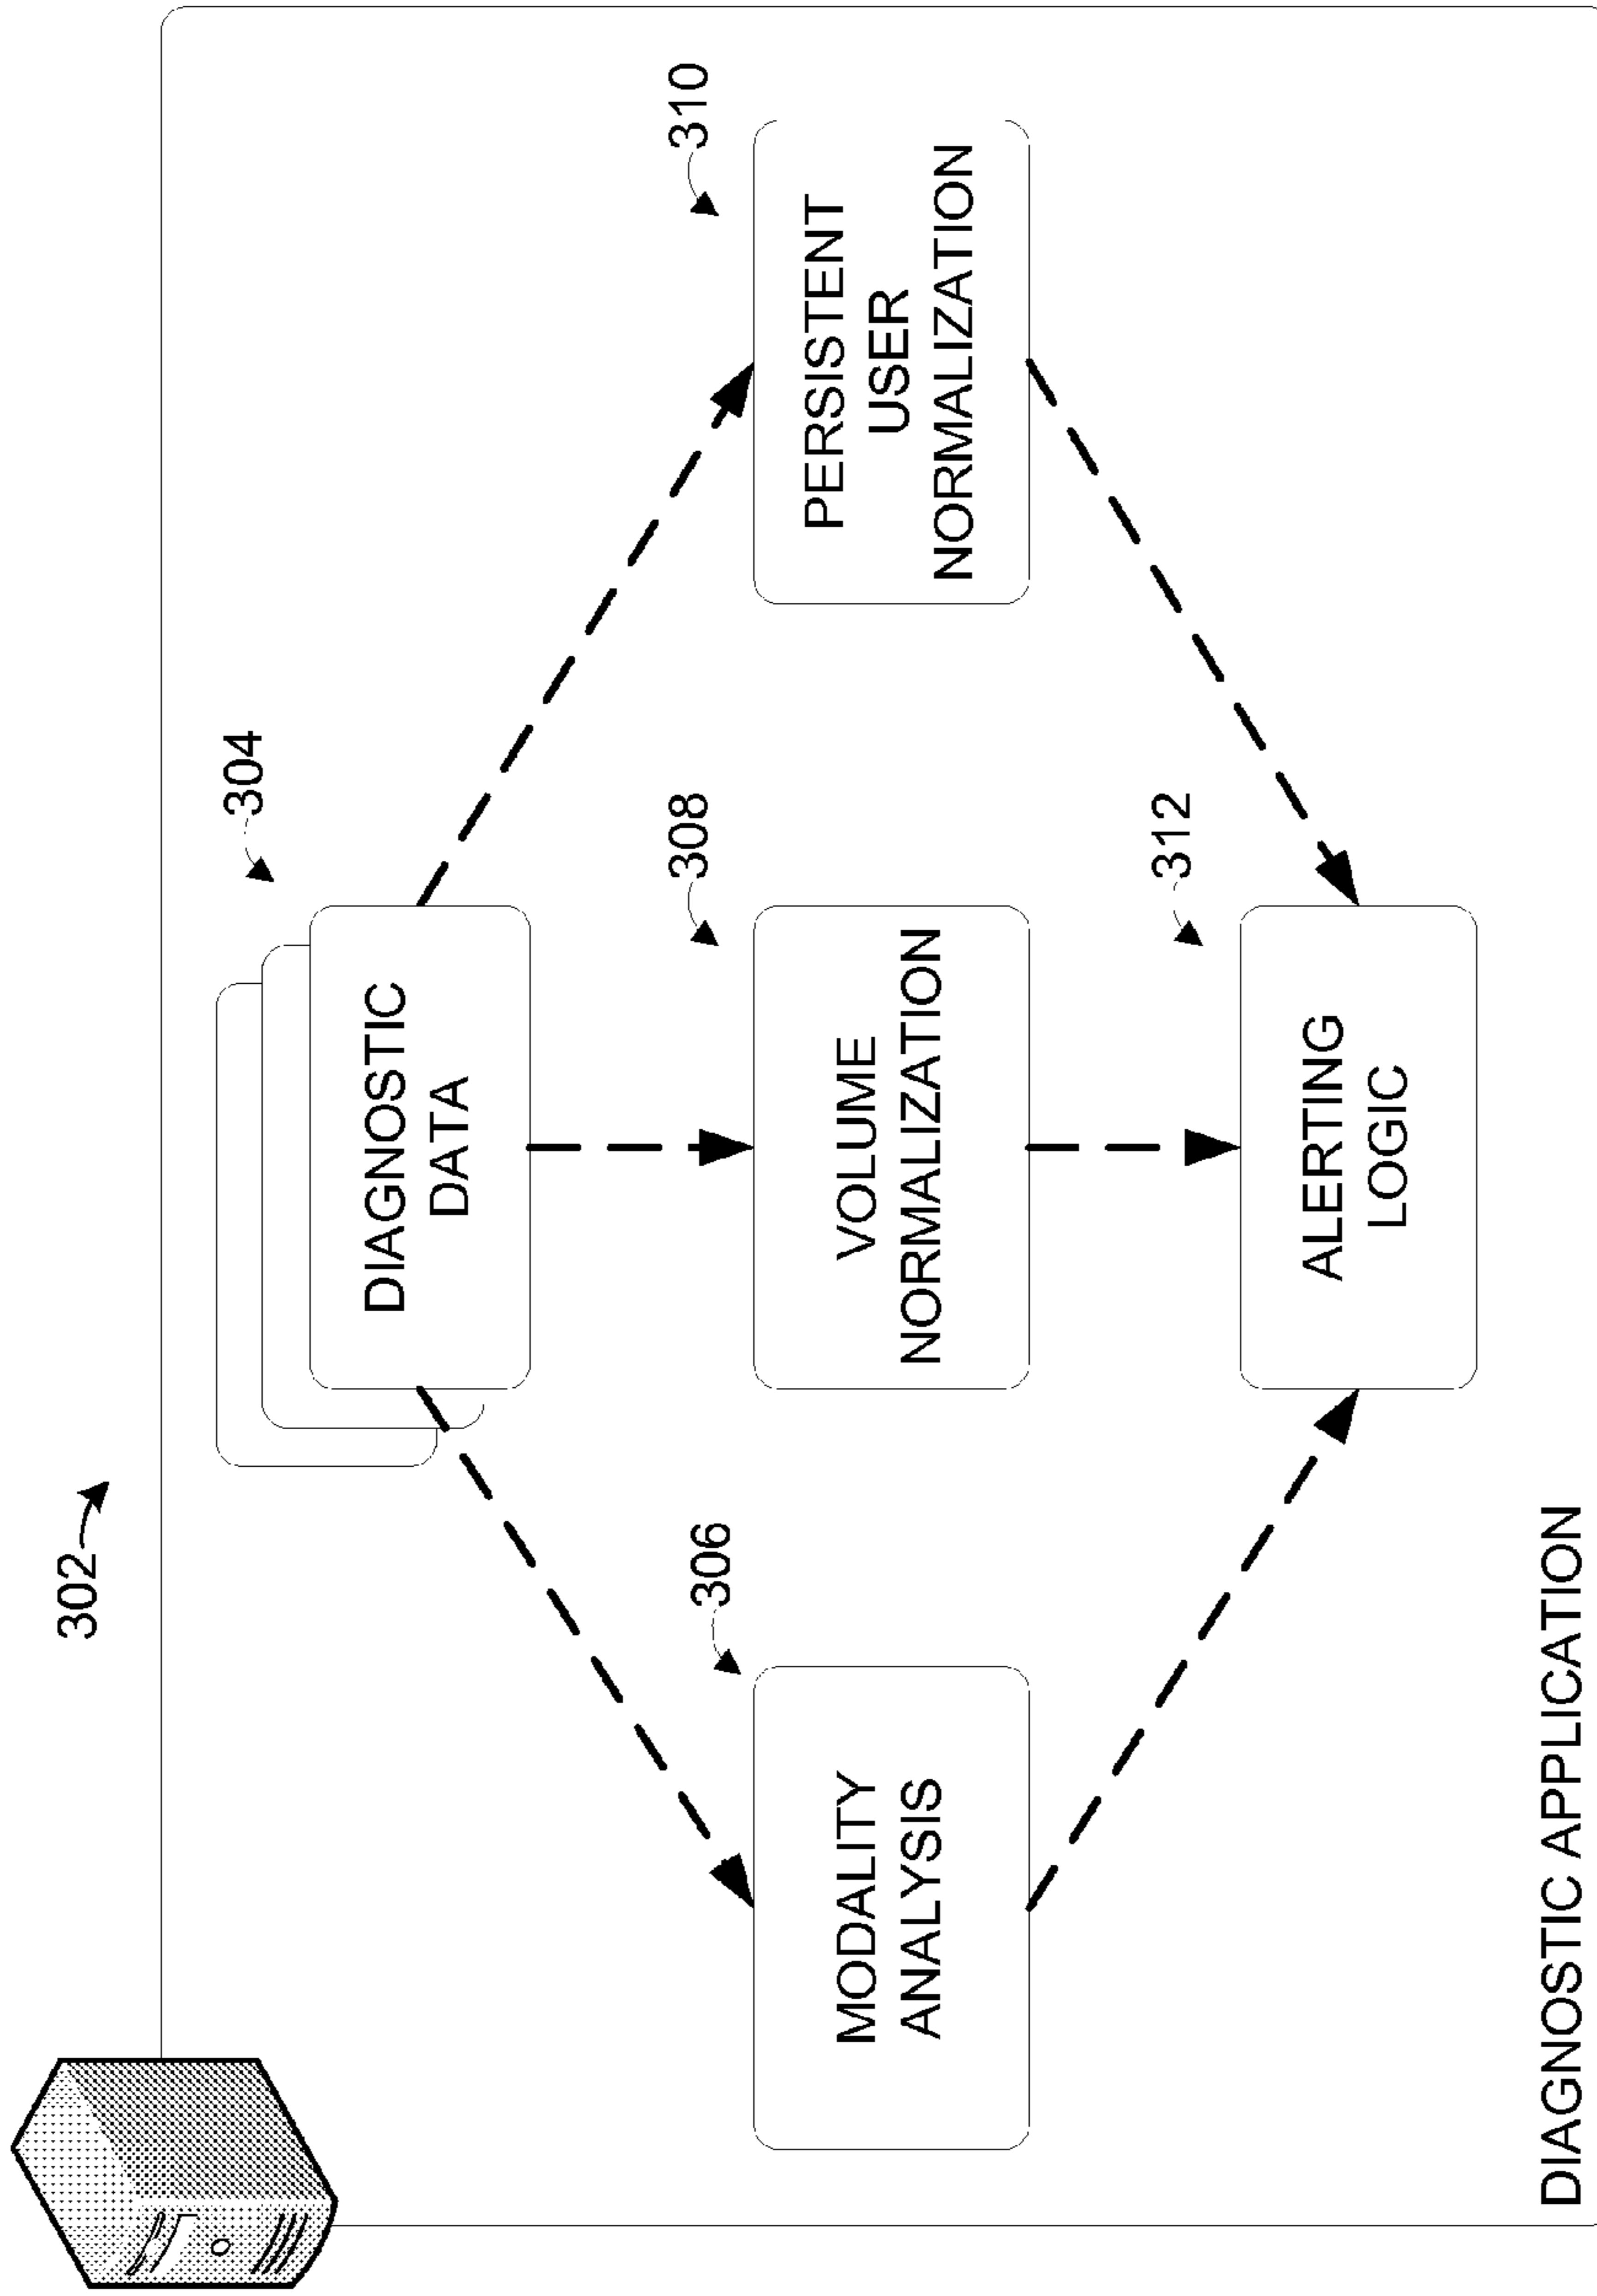 302
304
DIAGNOSTIC
DATA
306
308
310
MODALITY
ANALYSIS
VOLUME
NORMALIZATION
PERSISTENT
USER
NORMALIZATION
312
ALERTING
LOGIC
DIAGNOSTIC APPLICATION